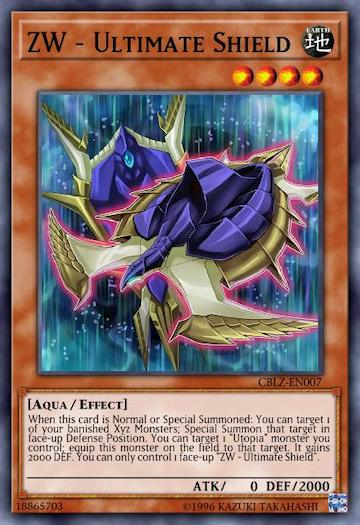 ZW - Ultimate Shield
EARTH
地
CBLZ-EN007
[Aqua / Effect]
When this card is Normal or Special Summoned: You can target 1
of your banished Xyz Monsters; Special Summon that target in
face-up Defense Position. You can target 1 "Utopia" monster you
control; equip this monster on the field to that target. It gains
2000 DEF. You can only control 1 face-up "ZW - Ultimate Shield".
ATK/ 0 DEF/2000
18865703 ©1996 KAZUKI TAKAHASHI